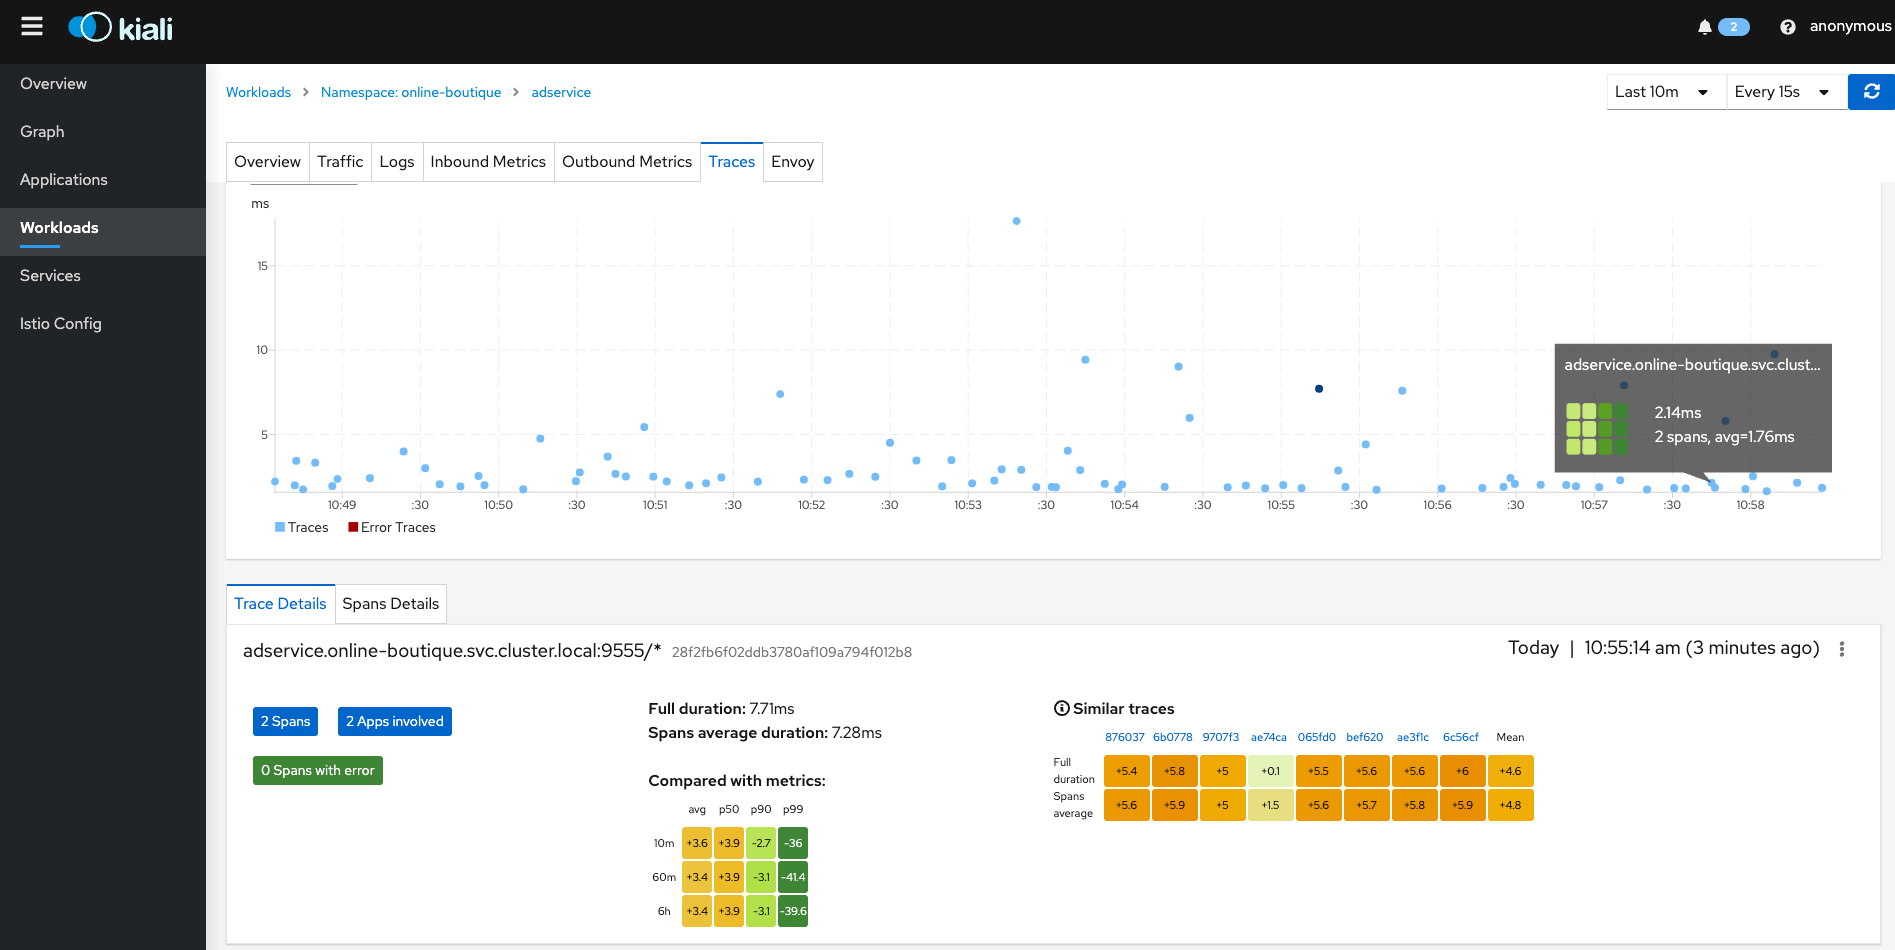 kiali
2
anonymous
Overview
Graph
Applications
Workloads
Services
Istio Config
Workloads > Namespace: online-boutique > adservice
Last 10m
Every 15s
Overview Traffic Logs Inbound Metrics Outbound Metrics Traces Envoy
ms
15
10
5
10:49 :30 10:50 :30 10:51 :30 10:52 :30 10:53 :30 10:54 :30 10:55 :30 10:56 :30 10:57 :30 10:58
adservice.online-boutique.svc.clust...
2.14ms
2 spans, avg=1.76ms
Traces Error Traces
Trace Details Spans Details
adservice.online-boutique.svc.cluster.local:9555/* 28f2fb6f02ddb3780af109a794f012b8
Today | 10:55:14 am (3 minutes ago)
2 Spans 2 Apps involved
0 Spans with error
Full duration: 7.71ms
Spans average duration: 7.28ms
Compared with metrics:
avg p50 p90 p99
10m +3.6 +3.9 -2.7 -36
60m +3.4 +3.9 -3.1 -41.4
6h +3.4 +3.9 -3.1 -39.6
Similar traces
876037 6b0778 9707f3 ae74ca 065fd0 bef620 ae3f1c 6c56cf Mean
Full duration +5.4 +5.8 +5 +0.1 +5.5 +5.6 +5.6 +6 +4.6
Spans average +5.6 +5.9 +5 +1.5 +5.6 +5.7 +5.8 +5.9 +4.8